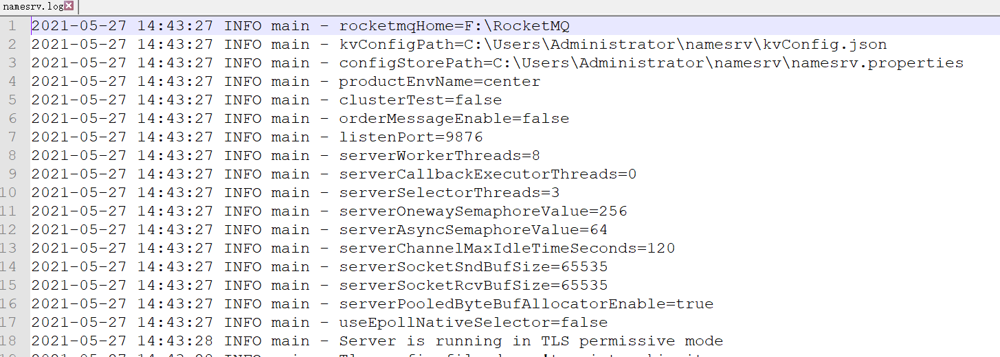 namesrv.log
1 2021-05-27 14:43:27 INFO main - rocketmqHome=F:\RocketMQ
2 2021-05-27 14:43:27 INFO main - kvConfigPath=C:\Users\Administrator\namesrv\kvConfig.json
3 2021-05-27 14:43:27 INFO main - configStorePath=C:\Users\Administrator\namesrv\namesrv.properties
4 2021-05-27 14:43:27 INFO main - productEnvName=center
5 2021-05-27 14:43:27 INFO main - clusterTest=false
6 2021-05-27 14:43:27 INFO main - orderMessageEnable=false
7 2021-05-27 14:43:27 INFO main - listenPort=9876
8 2021-05-27 14:43:27 INFO main - serverWorkerThreads=8
9 2021-05-27 14:43:27 INFO main - serverCallbackExecutorThreads=0
10 2021-05-27 14:43:27 INFO main - serverSelectorThreads=3
11 2021-05-27 14:43:27 INFO main - serverOnewaySemaphoreValue=256
12 2021-05-27 14:43:27 INFO main - serverAsyncSemaphoreValue=64
13 2021-05-27 14:43:27 INFO main - serverChannelMaxIdleTimeSeconds=120
14 2021-05-27 14:43:27 INFO main - serverSocketSndBufSize=65535
15 2021-05-27 14:43:27 INFO main - serverSocketRcvBufSize=65535
16 2021-05-27 14:43:27 INFO main - serverPooledByteBufAllocatorEnable=true
17 2021-05-27 14:43:27 INFO main - useEpollNativeSelector=false
18 2021-05-27 14:43:28 INFO main - Server is running in TLS permissive mode